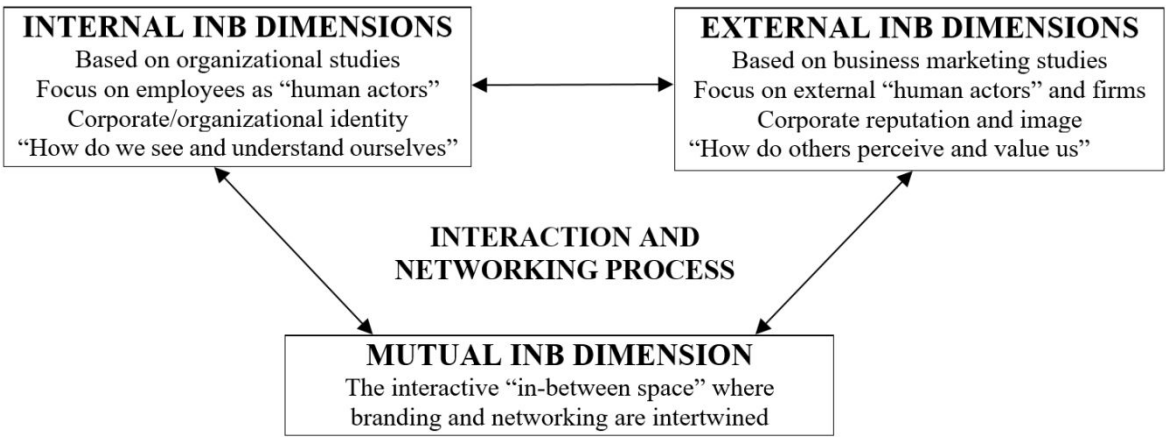 INTERNAL INB DIMENSIONS
Based on organizational studies
Focus on employees as “human actors”
Corporate/organizational identity
“How do we see and understand ourselves”
EXTERNAL INB DIMENSIONS
Based on business marketing studies
Focus on external “human actors” and firms
Corporate reputation and image
“How do others perceive and value us”
INTERACTION AND
NETWORKING PROCESS
MUTUAL INB DIMENSION
The interactive “in-between space” where
branding and networking are intertwined